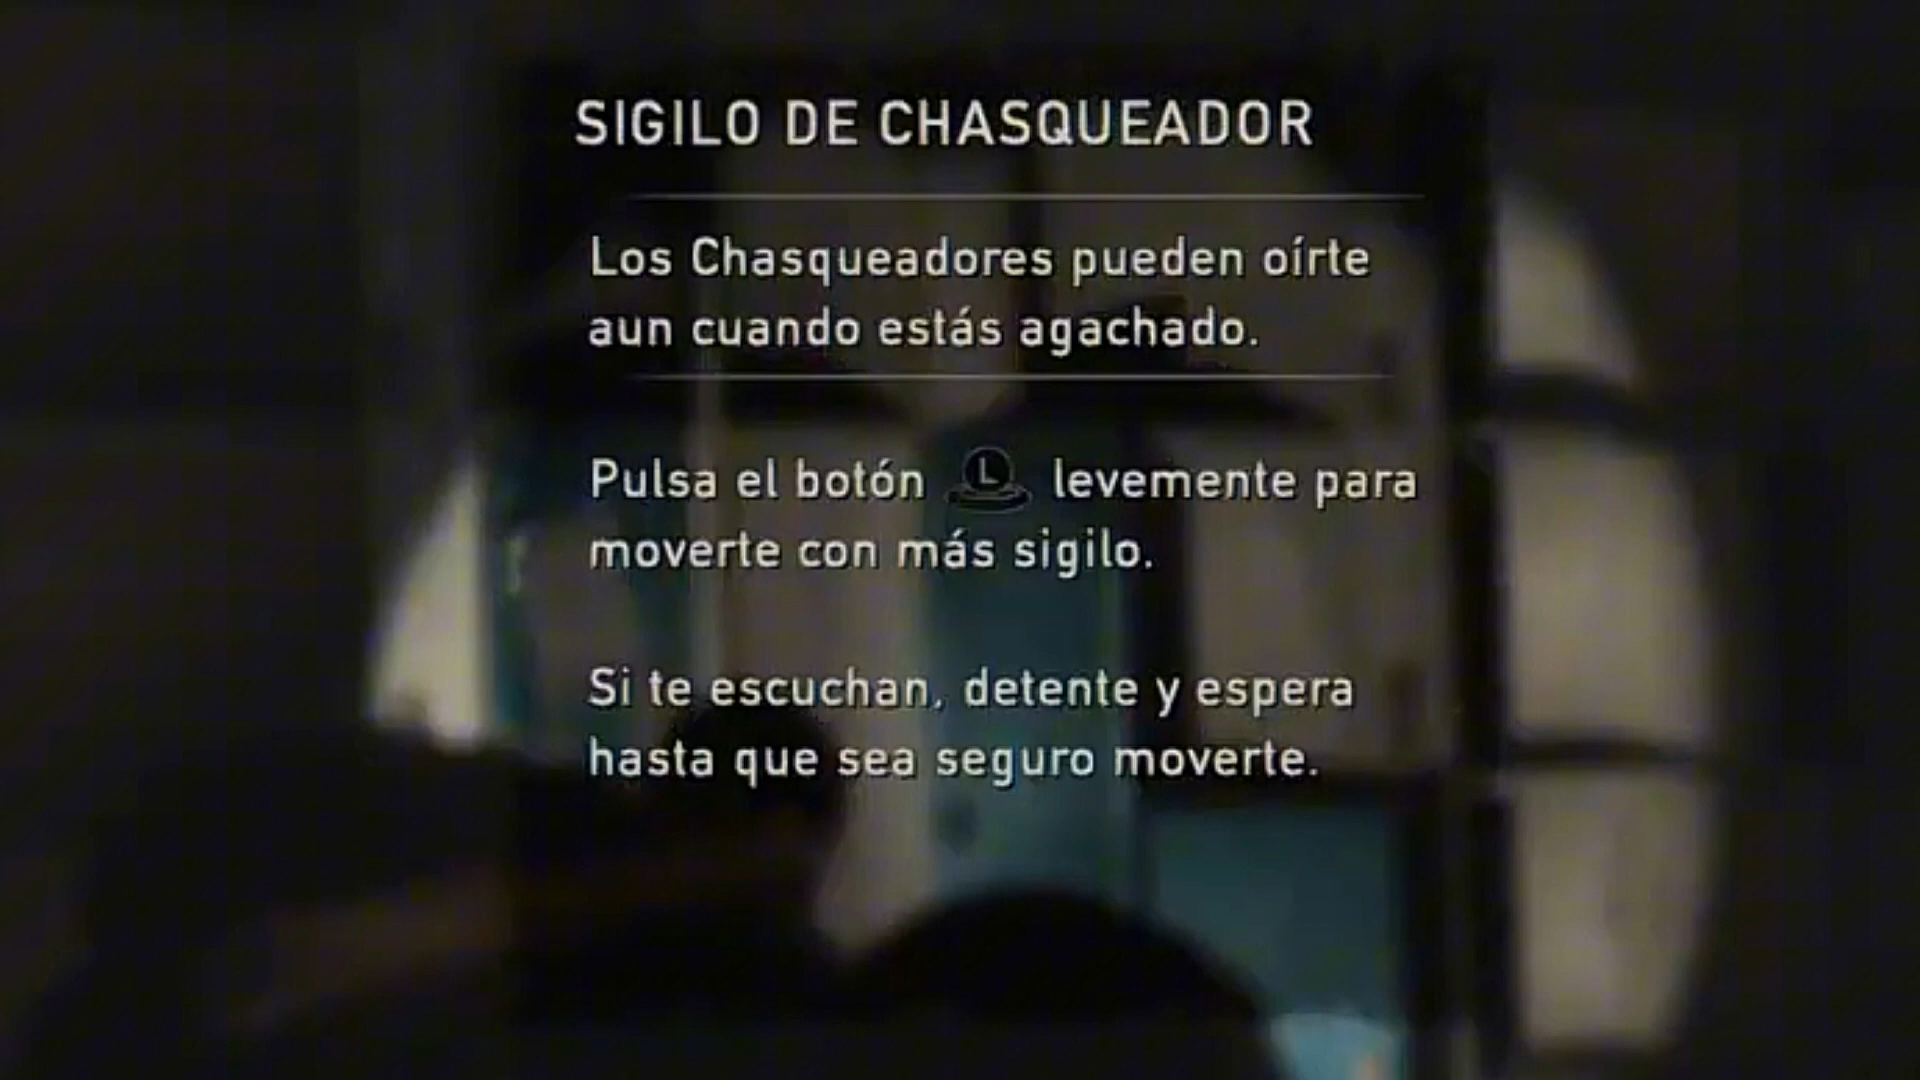 SIGILO DE CHASQUEADOR
Los Chasqueadores pueden oírte
aun cuando estás agachado.
Pulsa el botón L levemente para
moverte con más sigilo.
Si te escuchan, detente y espera
hasta que sea seguro moverte.